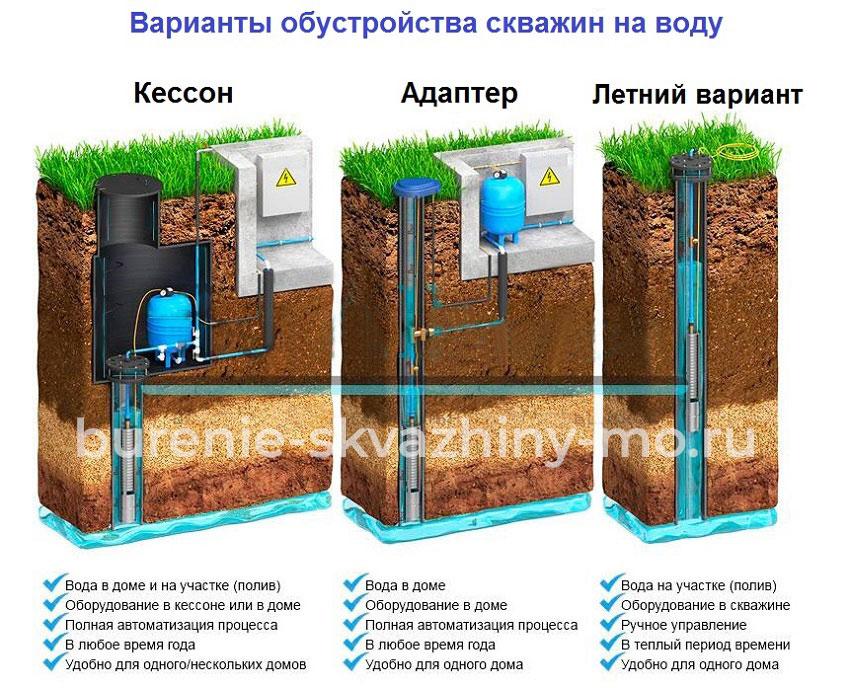 Варианты обустройства скважин на воду
Кессон
Адаптер
Летний вариант
burenie-skvazhiny-mo.ru
Вода в доме и на участке (полив)
Оборудование в кессоне или в доме
Полная автоматизация процесса
В любое время года
Удобно для одного/нескольких домов
Вода в доме
Оборудование в доме
Полная автоматизация процесса
В любое время года
Удобно для одного дома
Вода на участке (полив)
Оборудование в скважине
Ручное управление
В теплый период времени
Удобно для одного дома